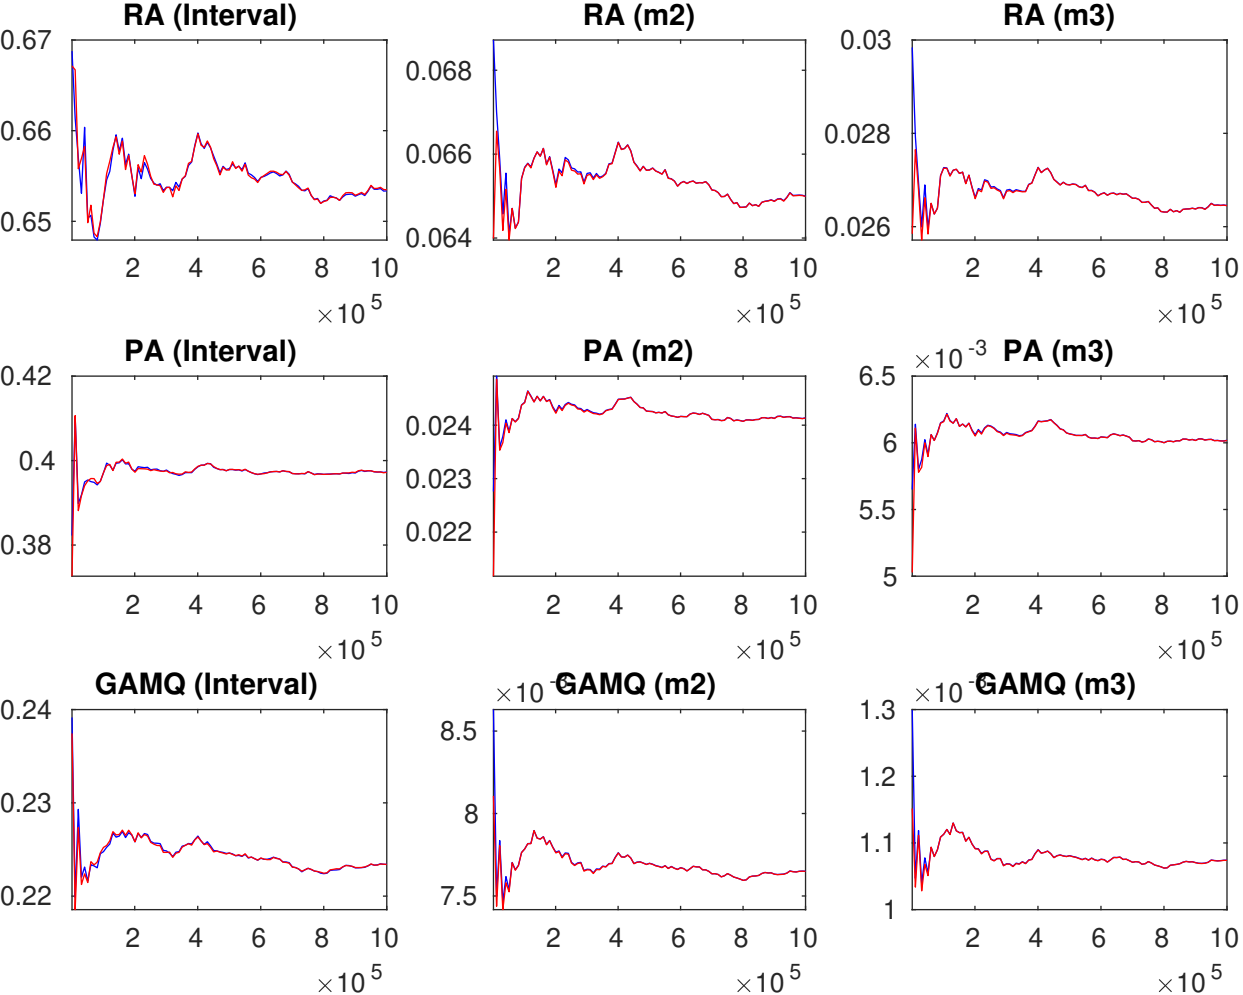 RA (Interval)
RA (m2)
RA (m3)
0.67
0.66
0.65
2 4 6 8 10
×10 5
0.068
0.066
0.064
2 4 6 8 10
×10 5
0.03
0.028
0.026
2 4 6 8 10
×10 5
PA (Interval)
PA (m2)
×10 -3 PA (m3)
0.42
0.4
0.38
2 4 6 8 10
×10 5
0.024
0.023
0.022
2 4 6 8 10
×10 5
6.5
6
5.5
5
2 4 6 8 10
×10 5
GAMQ (Interval)
×10 -3
GAMQ (m2)
×10 -3
GAMQ (m3)
0.24
0.23
0.22
2 4 6 8 10
×10 5
8.5
8
7.5
2 4 6 8 10
×10 5
1.3
1.2
1.1
1
2 4 6 8 10
×10 5